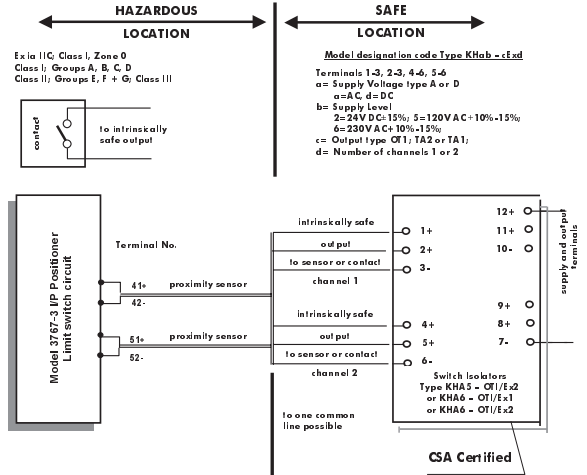 HAZARDOUS
LOCATION
SAFE
LOCATION
Ex ia IIC; Class I, Zone 0
Class I; Groups A, B, C, D
Class II; Groups E, F + G; Class III
contact
to intrinsically
safe output
Model designation code Type KHab - cExd
Terminals 1-3, 2-3, 4-6, 5-6
a= Supply Voltage type A or D
a=AC, d=DC
b= Supply Level
2=24V DC±15%; 5=120V AC+10%-15%;
6=230V AC+10%-15%;
c= Output type OT1; TA2 or TA1;
d= Number of channels 1 or 2
Model 3767-3 I/P Positioner
Limit switch circuit
Terminal No.
41+
42-
51+
52-
proximity sensor
proximity sensor
intrinsically safe
output
to sensor or contact
channel 1
intrinsically safe
output
to sensor or contact
channel 2
1+
2+
3-
4+
5+
6-
12+
11+
10-
9+
8+
7-
supply and output
terminals
Switch Isolators
Type KHA5 - OTI/Ex2
or KHA6 - OTI/Ex1
or KHA6 - OTI/Ex2
to one common
line possible
CSA Certified